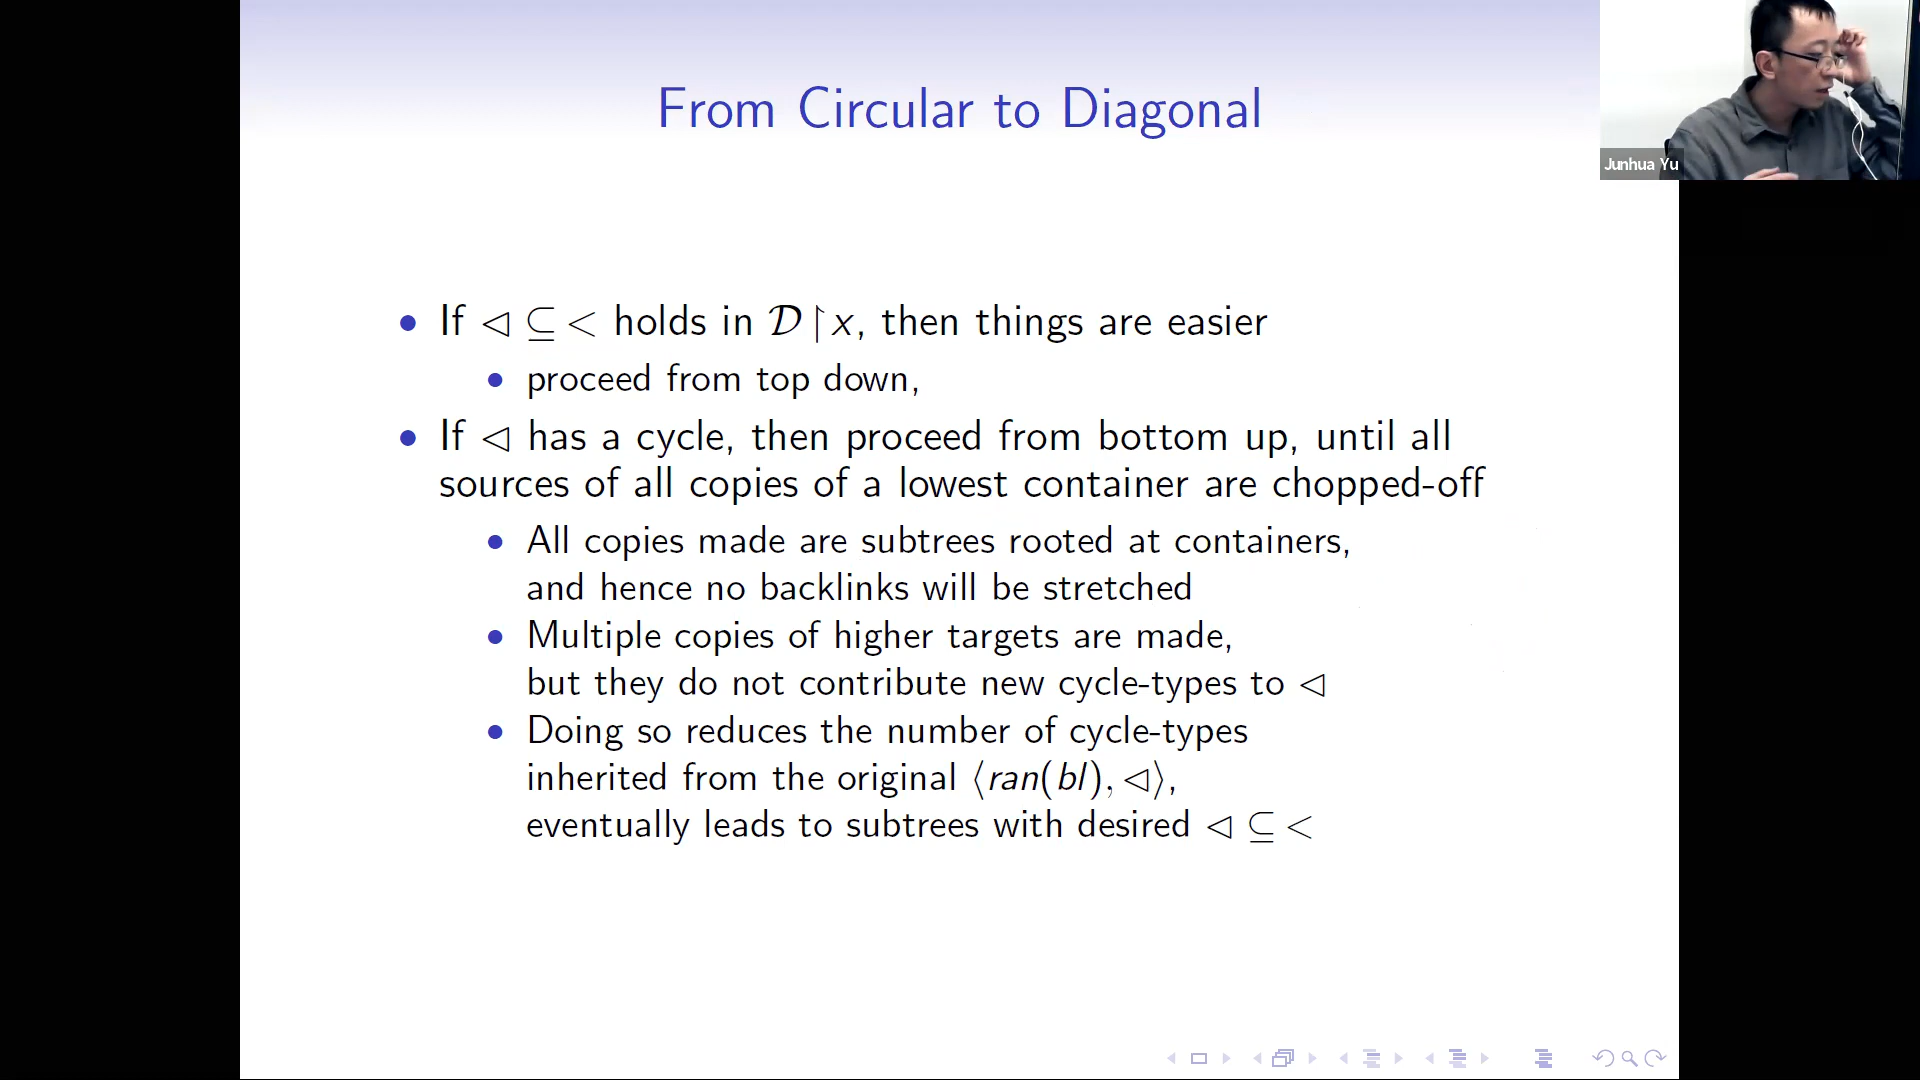 From Circular to Diagonal
Junhua Yu
• If ⊲ ⊆ < holds in 𝒟↾x, then things are easier
• proceed from top down,
• If ⊲ has a cycle, then proceed from bottom up, until all
sources of all copies of a lowest container are chopped-off
• All copies made are subtrees rooted at containers,
and hence no backlinks will be stretched
• Multiple copies of higher targets are made,
but they do not contribute new cycle-types to ⊲
• Doing so reduces the number of cycle-types
inherited from the original ⟨ran(bl), ⊲⟩,
eventually leads to subtrees with desired ⊲ ⊆ <